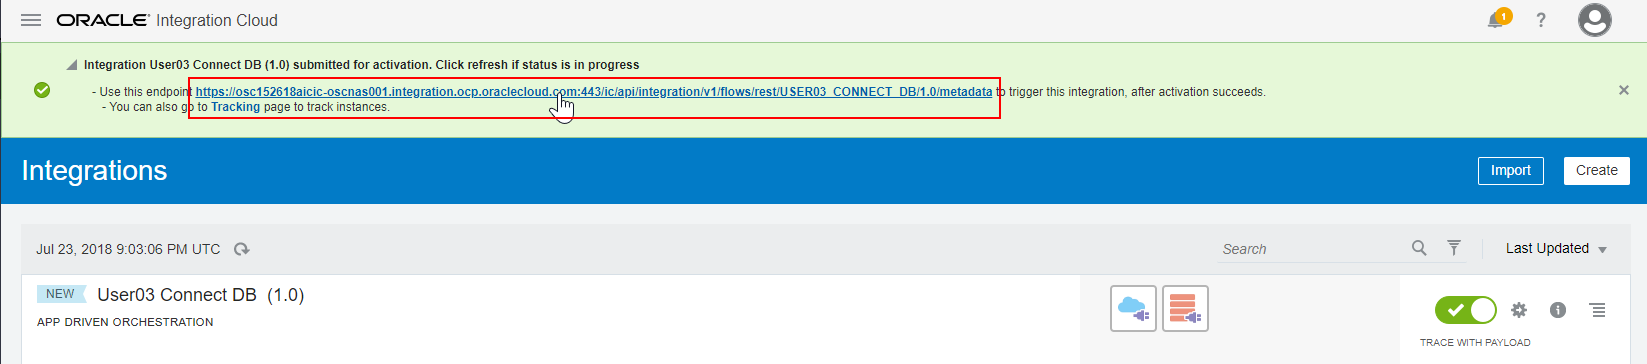 ORACLE® Integration Cloud
1
?
Integration User03 Connect DB (1.0) submitted for activation. Click refresh if status is in progress
- Use this endpoint https://osc152618aicic-oscnas001.integration.ocp.oraclecloud.com:443/ic/api/integration/v1/flows/rest/USER03_CONNECT_DB/1.0/metadata to trigger this integration, after activation succeeds.
- You can also go to Tracking page to track instances.
Integrations
Import
Create
Jul 23, 2018 9:03:06 PM UTC
Search
Last Updated
NEW User03 Connect DB (1.0)
APP DRIVEN ORCHESTRATION
TRACE WITH PAYLOAD